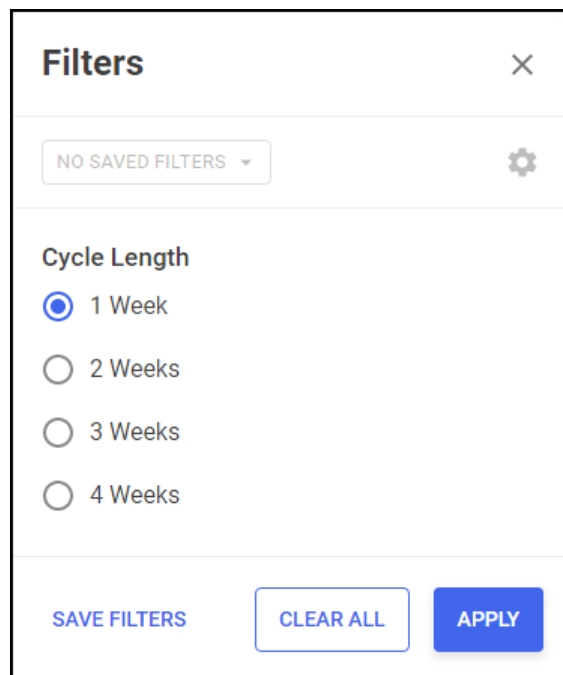 Filters
NO SAVED FILTERS
Cycle Length
1 Week
2 Weeks
3 Weeks
4 Weeks
SAVE FILTERS CLEAR ALL APPLY